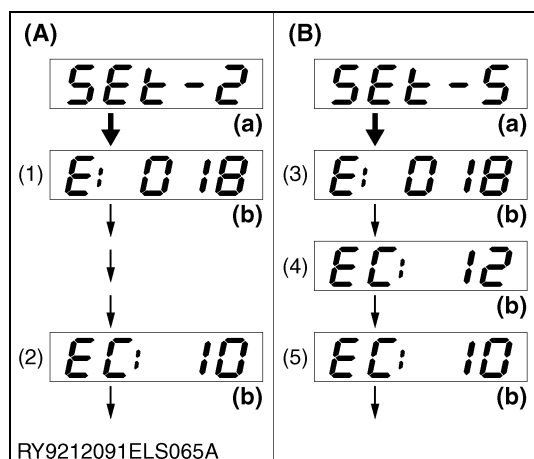 (A)
SEt-2
(a)
(1) E: 018
(b)
(2) EC: 10
(b)
(B)
SEt-5
(a)
(3) E: 018
(b)
(4) EC: 12
(b)
(5) EC: 10
(b)
RY9212091ELS065A